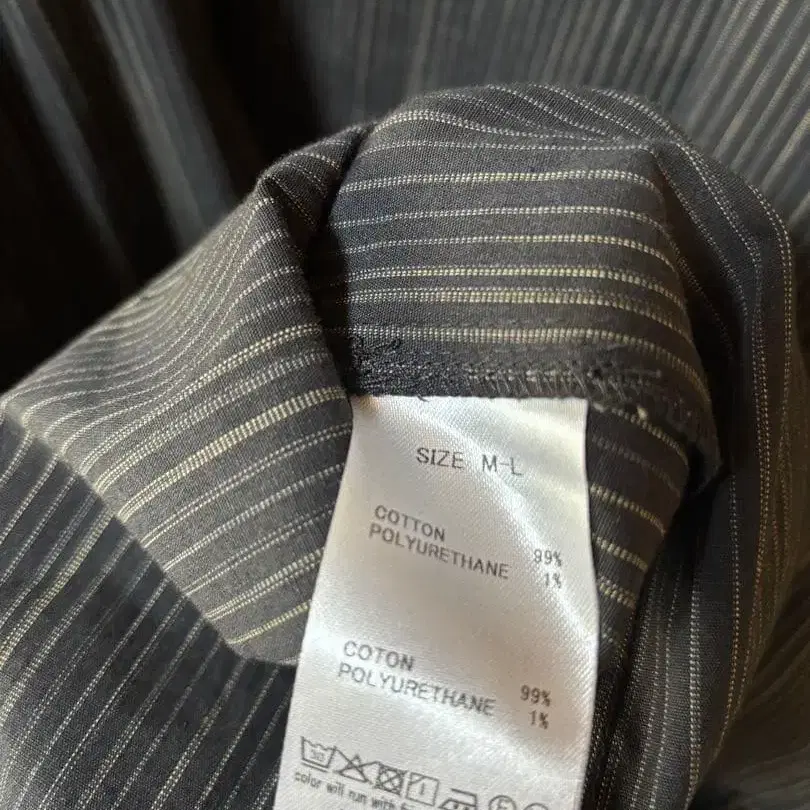 SIZE M-L
COTTON 99%
POLYURETHANE 1%
COTON 99%
POLYURETHANE 1%
color will run with